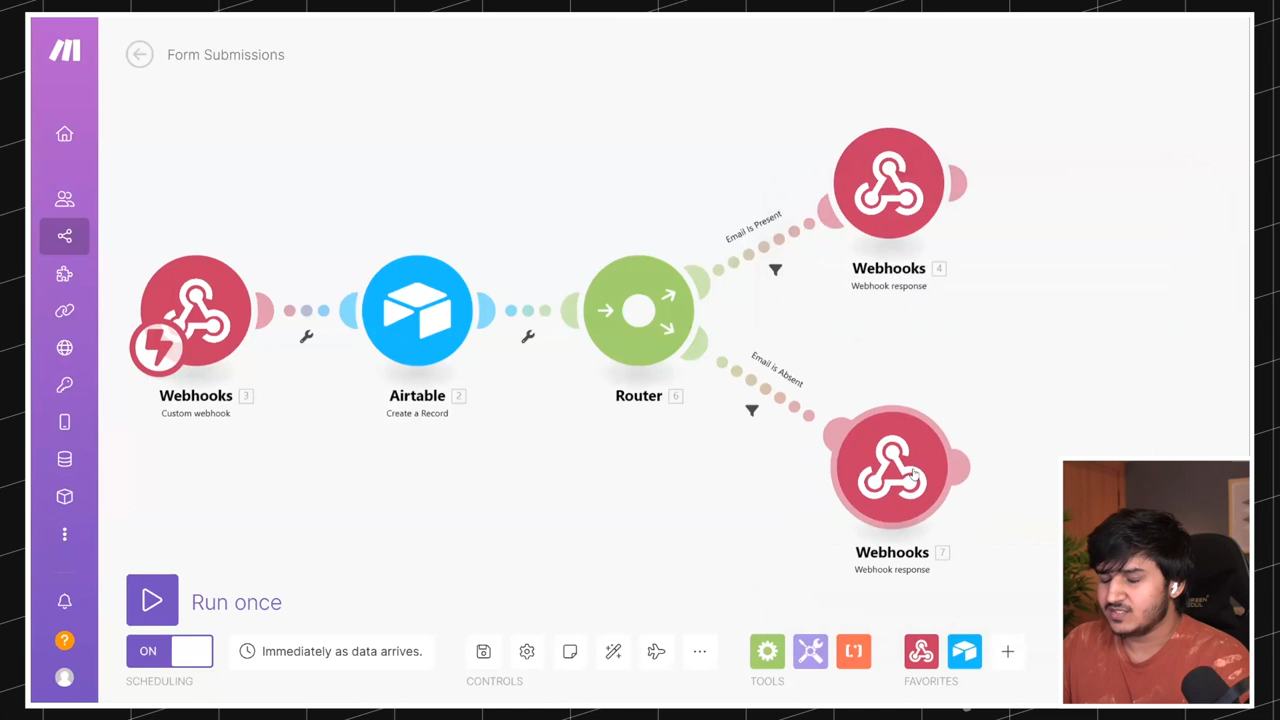 Form Submissions
Email Is Present
Webhooks 4
Webhook response
Email is Absent
Webhooks 3
Custom webhook
Airtable 2
Create a Record
Router 6
Webhooks 7
Webhook response
Run once
ON
Immediately as data arrives.
SCHEDULING
CONTROLS
TOOLS
FAVORITES